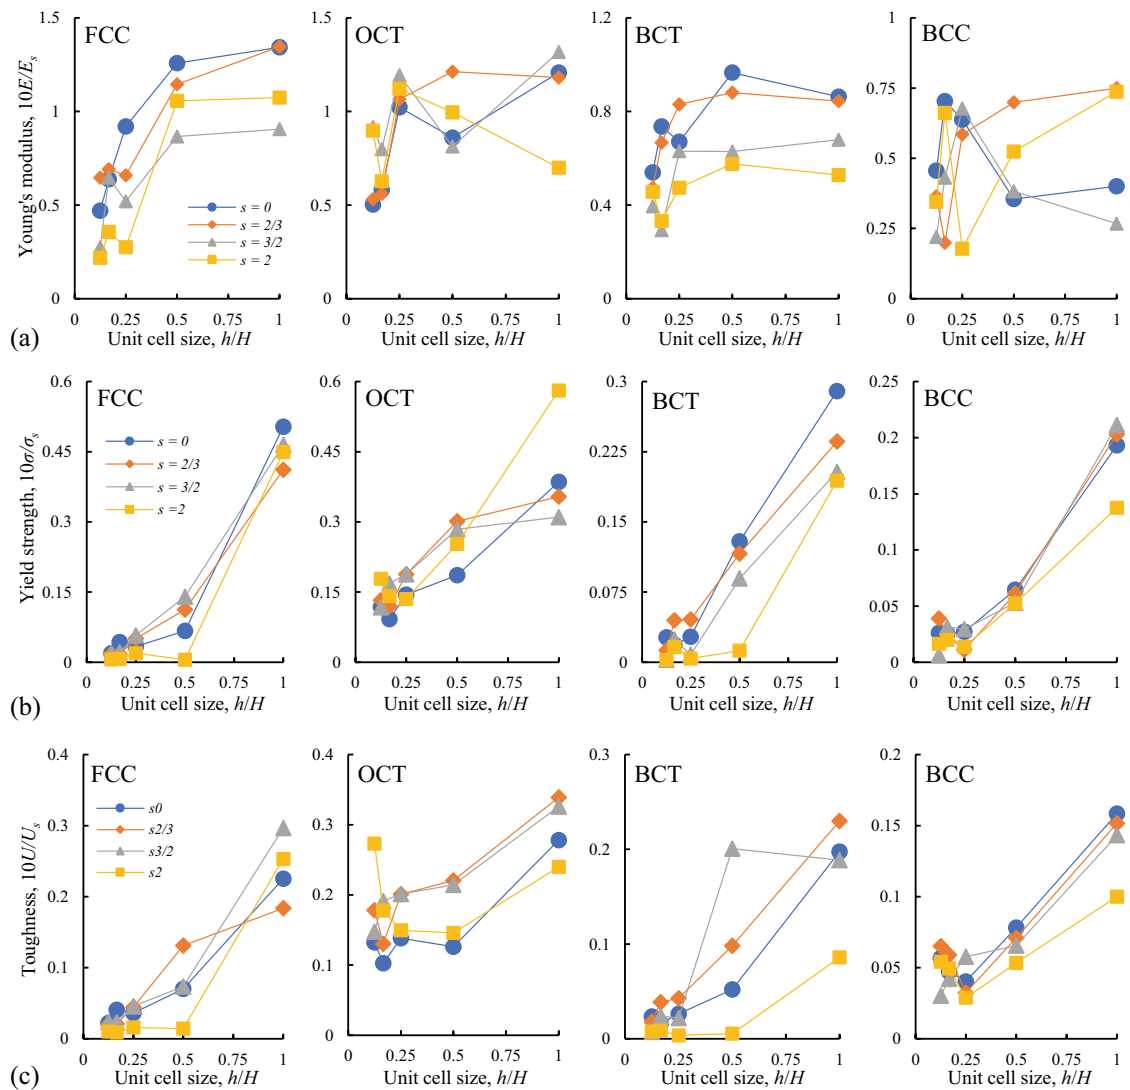 Young's modulus, 10E/Es
FCC
1.5
1
0.5
0
s = 0
s = 2/3
s = 3/2
s = 2
0 0.25 0.5 0.75 1
Unit cell size, h/H
OCT
1.5
1
0.5
0
0 0.25 0.5 0.75 1
Unit cell size, h/H
BCT
1.2
0.8
0.4
0
0 0.25 0.5 0.75 1
Unit cell size, h/H
BCC
1
0.75
0.5
0.25
0
0 0.25 0.5 0.75 1
Unit cell size, h/H
(a)
Yield strength, 10σ/σs
FCC
0.6
0.45
0.3
0.15
0
s = 0
s = 2/3
s = 3/2
s =2
0 0.25 0.5 0.75 1
Unit cell size, h/H
OCT
0.6
0.45
0.3
0.15
0
0 0.25 0.5 0.75 1
Unit cell size, h/H
BCT
0.3
0.225
0.15
0.075
0
0 0.25 0.5 0.75 1
Unit cell size, h/H
BCC
0.25
0.2
0.15
0.1
0.05
0
0 0.25 0.5 0.75 1
Unit cell size, h/H
(b)
Toughness, 10U/Us
FCC
0.4
0.3
0.2
0.1
0
s0
s2/3
s3/2
s2
0 0.25 0.5 0.75 1
Unit cell size, h/H
OCT
0.4
0.3
0.2
0.1
0
0 0.25 0.5 0.75 1
Unit cell size, h/H
BCT
0.3
0.2
0.1
0
0 0.25 0.5 0.75 1
Unit cell size, h/H
BCC
0.2
0.15
0.1
0.05
0
0 0.25 0.5 0.75 1
Unit cell size, h/H
(c)